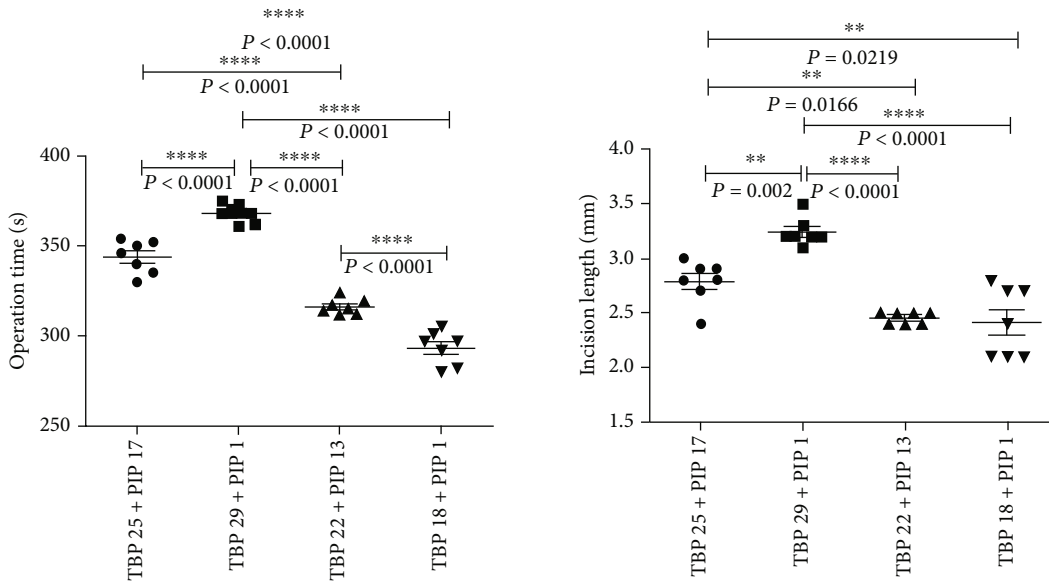 ****
P < 0.0001
****
P < 0.0001
****
P < 0.0001
****
P < 0.0001
****
P < 0.0001
****
P < 0.0001
400
350
300
250
Operation time (s)
TBP 25 + PIP 17
TBP 29 + PIP 1
TBP 22 + PIP 13
TBP 18 + PIP 1
**
P = 0.0219
**
P = 0.0166
****
P < 0.0001
**
P = 0.002
****
P < 0.0001
4.0
3.5
3.0
2.5
2.0
1.5
Incision length (mm)
TBP 25 + PIP 17
TBP 29 + PIP 1
TBP 22 + PIP 13
TBP 18 + PIP 1